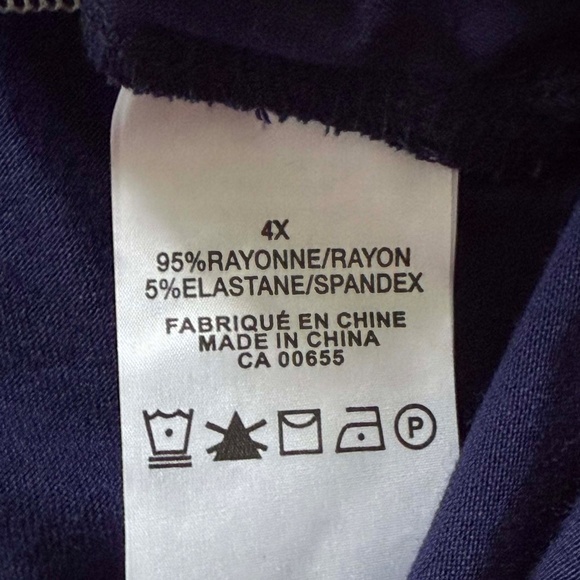 4X
95%RAYONNE/RAYON
5%ELASTANE/SPANDEX
FABRIQUÉ EN CHINE
MADE IN CHINA
CA 00655
P